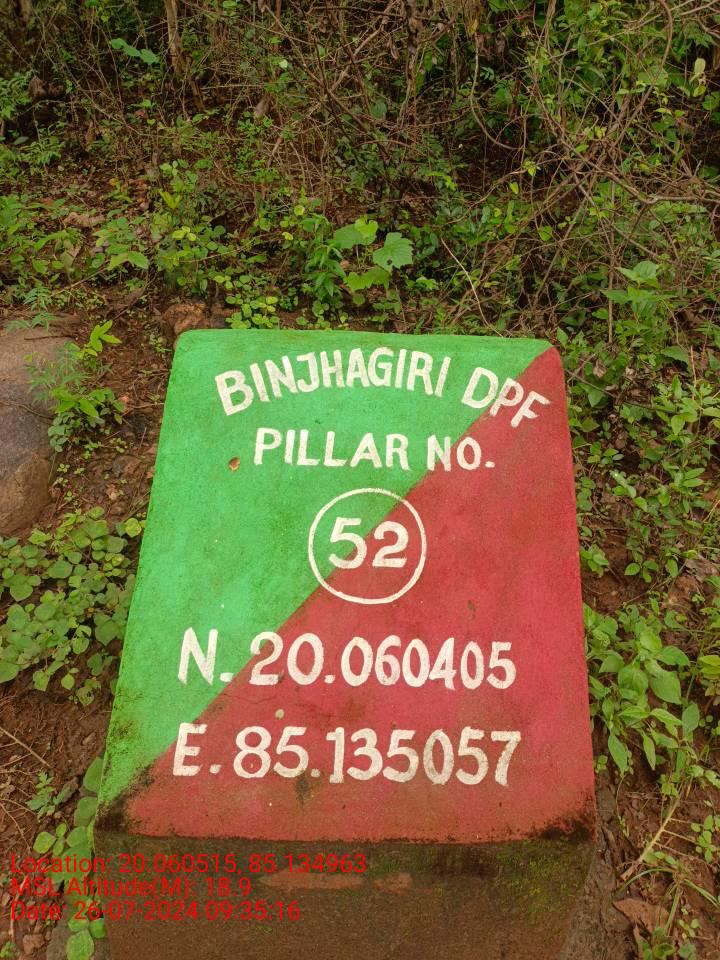 BINJHAGIRI DPF
PILLAR NO.
52
N. 20.060405
E. 85.135057
Location: 20.060515, 85.134963
MSL Altitude(M): 18.9
Date: 26-07-2024 09:35:16